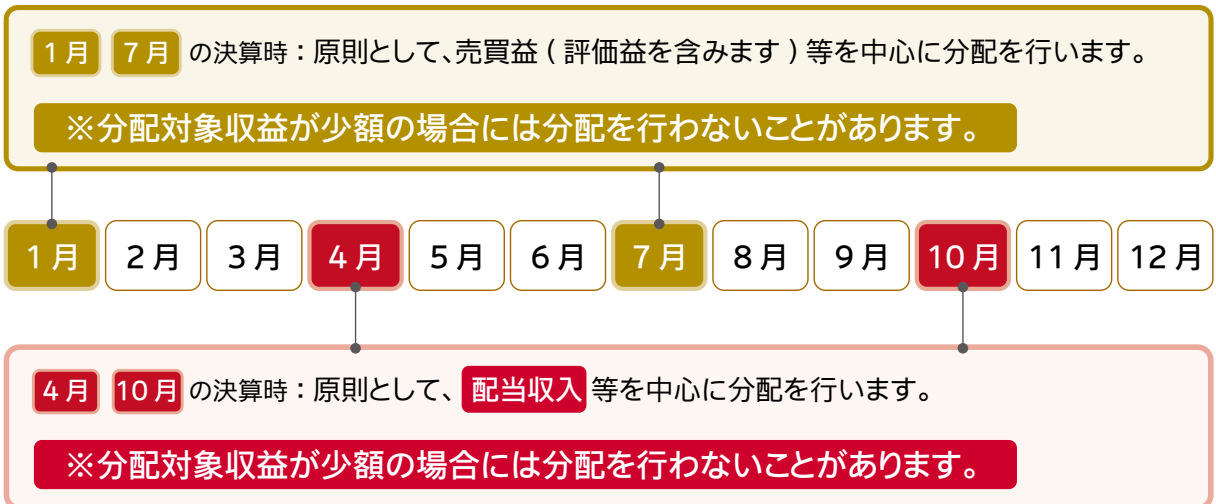 1月 7月 の決算時：原則として、売買益（評価益を含みます）等を中心に分配を行います。
※分配対象収益が少額の場合には分配を行わないことがあります。
1月 2月 3月 4月 5月 6月 7月 8月 9月 10月 11月 12月
4月 10月 の決算時：原則として、配当収入等を中心に分配を行います。
※分配対象収益が少額の場合には分配を行わないことがあります。